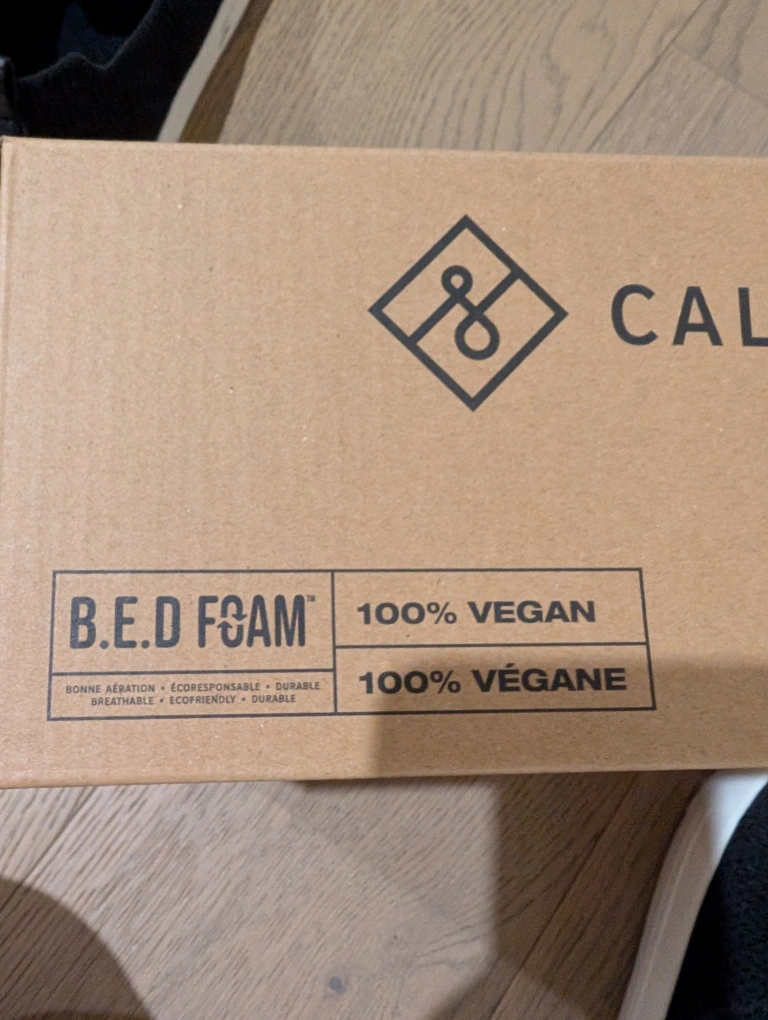 CAL
B.E.D FOAM™
BONNE AÉRATION • ÉCORESPONSABLE • DURABLE
BREATHABLE • ECOFRIENDLY • DURABLE
100% VEGAN
100% VÉGANE